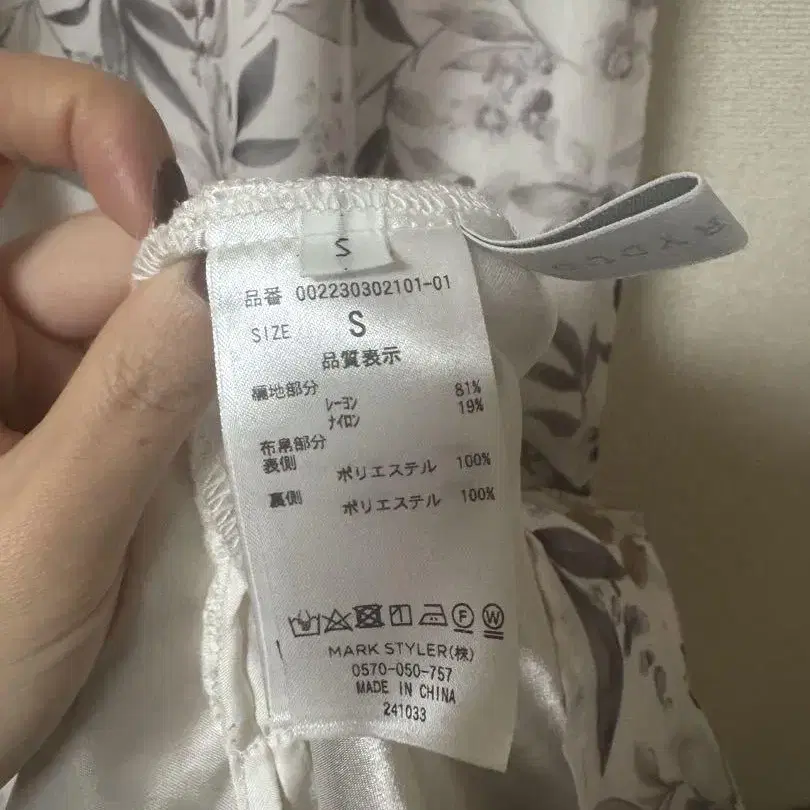 S
RYDUO
品番 002230302101-01
SIZE S
品質表示
編地部分
レーヨン 81%
ナイロン 19%
布帛部分
表側 ポリエステル 100%
裏側 ポリエステル 100%
F W
MARK STYLER(株)
0570-050-757
MADE IN CHINA
241033